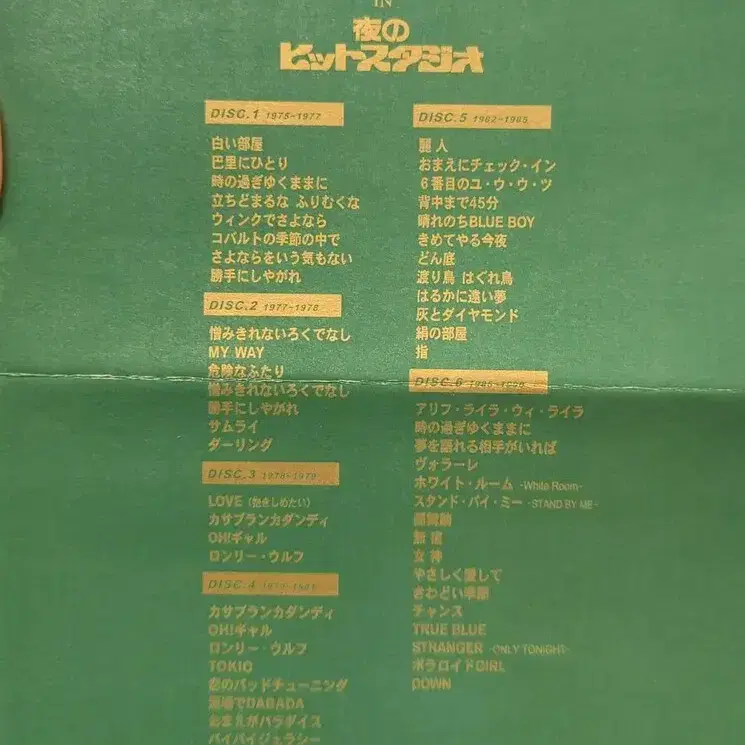 IN
夜の
ヒットスタジオ
DISC.1 1975~1977
白い部屋
巴里にひとり
時の過ぎゆくままに
立ちどまるな ふりむくな
ウィンクでさよなら
コバルトの季節の中で
さよならをいう気もない
勝手にしやがれ
DISC.2 1977~1978
憎みきれないろくでなし
MY WAY
危険なふたり
憎みきれないろくでなし
勝手にしやがれ
サムライ
ダーリング
DISC.3 1978~1979
LOVE (抱きしめたい)
カサブランカダンディ
OH!ギャル
ロンリー・ウルフ
DISC.4
カサブランカダンディ
OH!ギャル
ロンリー・ウルフ
TOKIO
恋のバッドチューニング
酒場でDABADA
おまえがパラダイス
バイバイジェラシー
DISC.5 1982~1985
麗人
おまえにチェック・イン
6番目のユ・ウ・ウ・ツ
背中まで45分
晴れのちBLUE BOY
きめてやる今夜
どん底
渡り鳥 はぐれ鳥
はるかに遠い夢
灰とダイヤモンド
絹の部屋
指
DISC.6
アリフ・ライラ・ウィ・ライラ
時の過ぎゆくままに
夢を語れる相手がいれば
ヴォラーレ
ホワイト・ルーム -White Room-
スタンド・バイ・ミー -STAND BY ME-
女神
やさしく愛して
きわどい季節
チャンス
TRUE BLUE
STRANGER -ONLY TONIGHT-
ポラロイドGIRL
DOWN